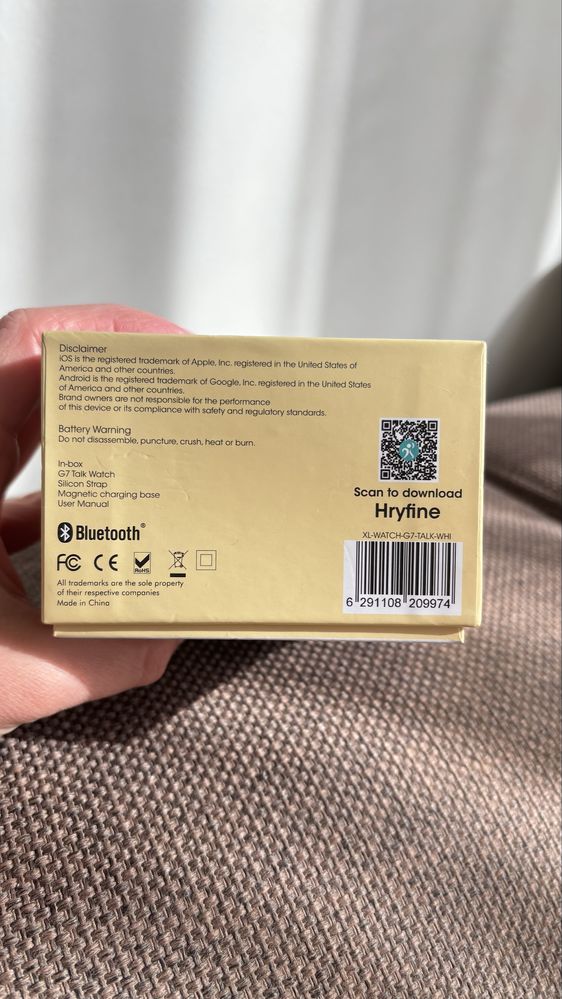 Disclaimer
iOS is the registered trademark of Apple, Inc. registered in the United States of
America and other countries.
Android is the registered trademark of Google, Inc. registered in the United States
of America and other countries.
Brand owners are not responsible for the performance
of this device or its compliance with safety and regulatory standards.
Battery Warning
Do not disassemble, puncture, crush, heat or burn.
In-box
G7 Talk Watch
Silicon Strap
Magnetic charging base
User Manual
Bluetooth®
FC CE RoHS
All trademarks are the sole property
of their respective companies
Made in China
Scan to download
Hryfine
XL-WATCH-G7-TALK-WHI
6 291108 209974